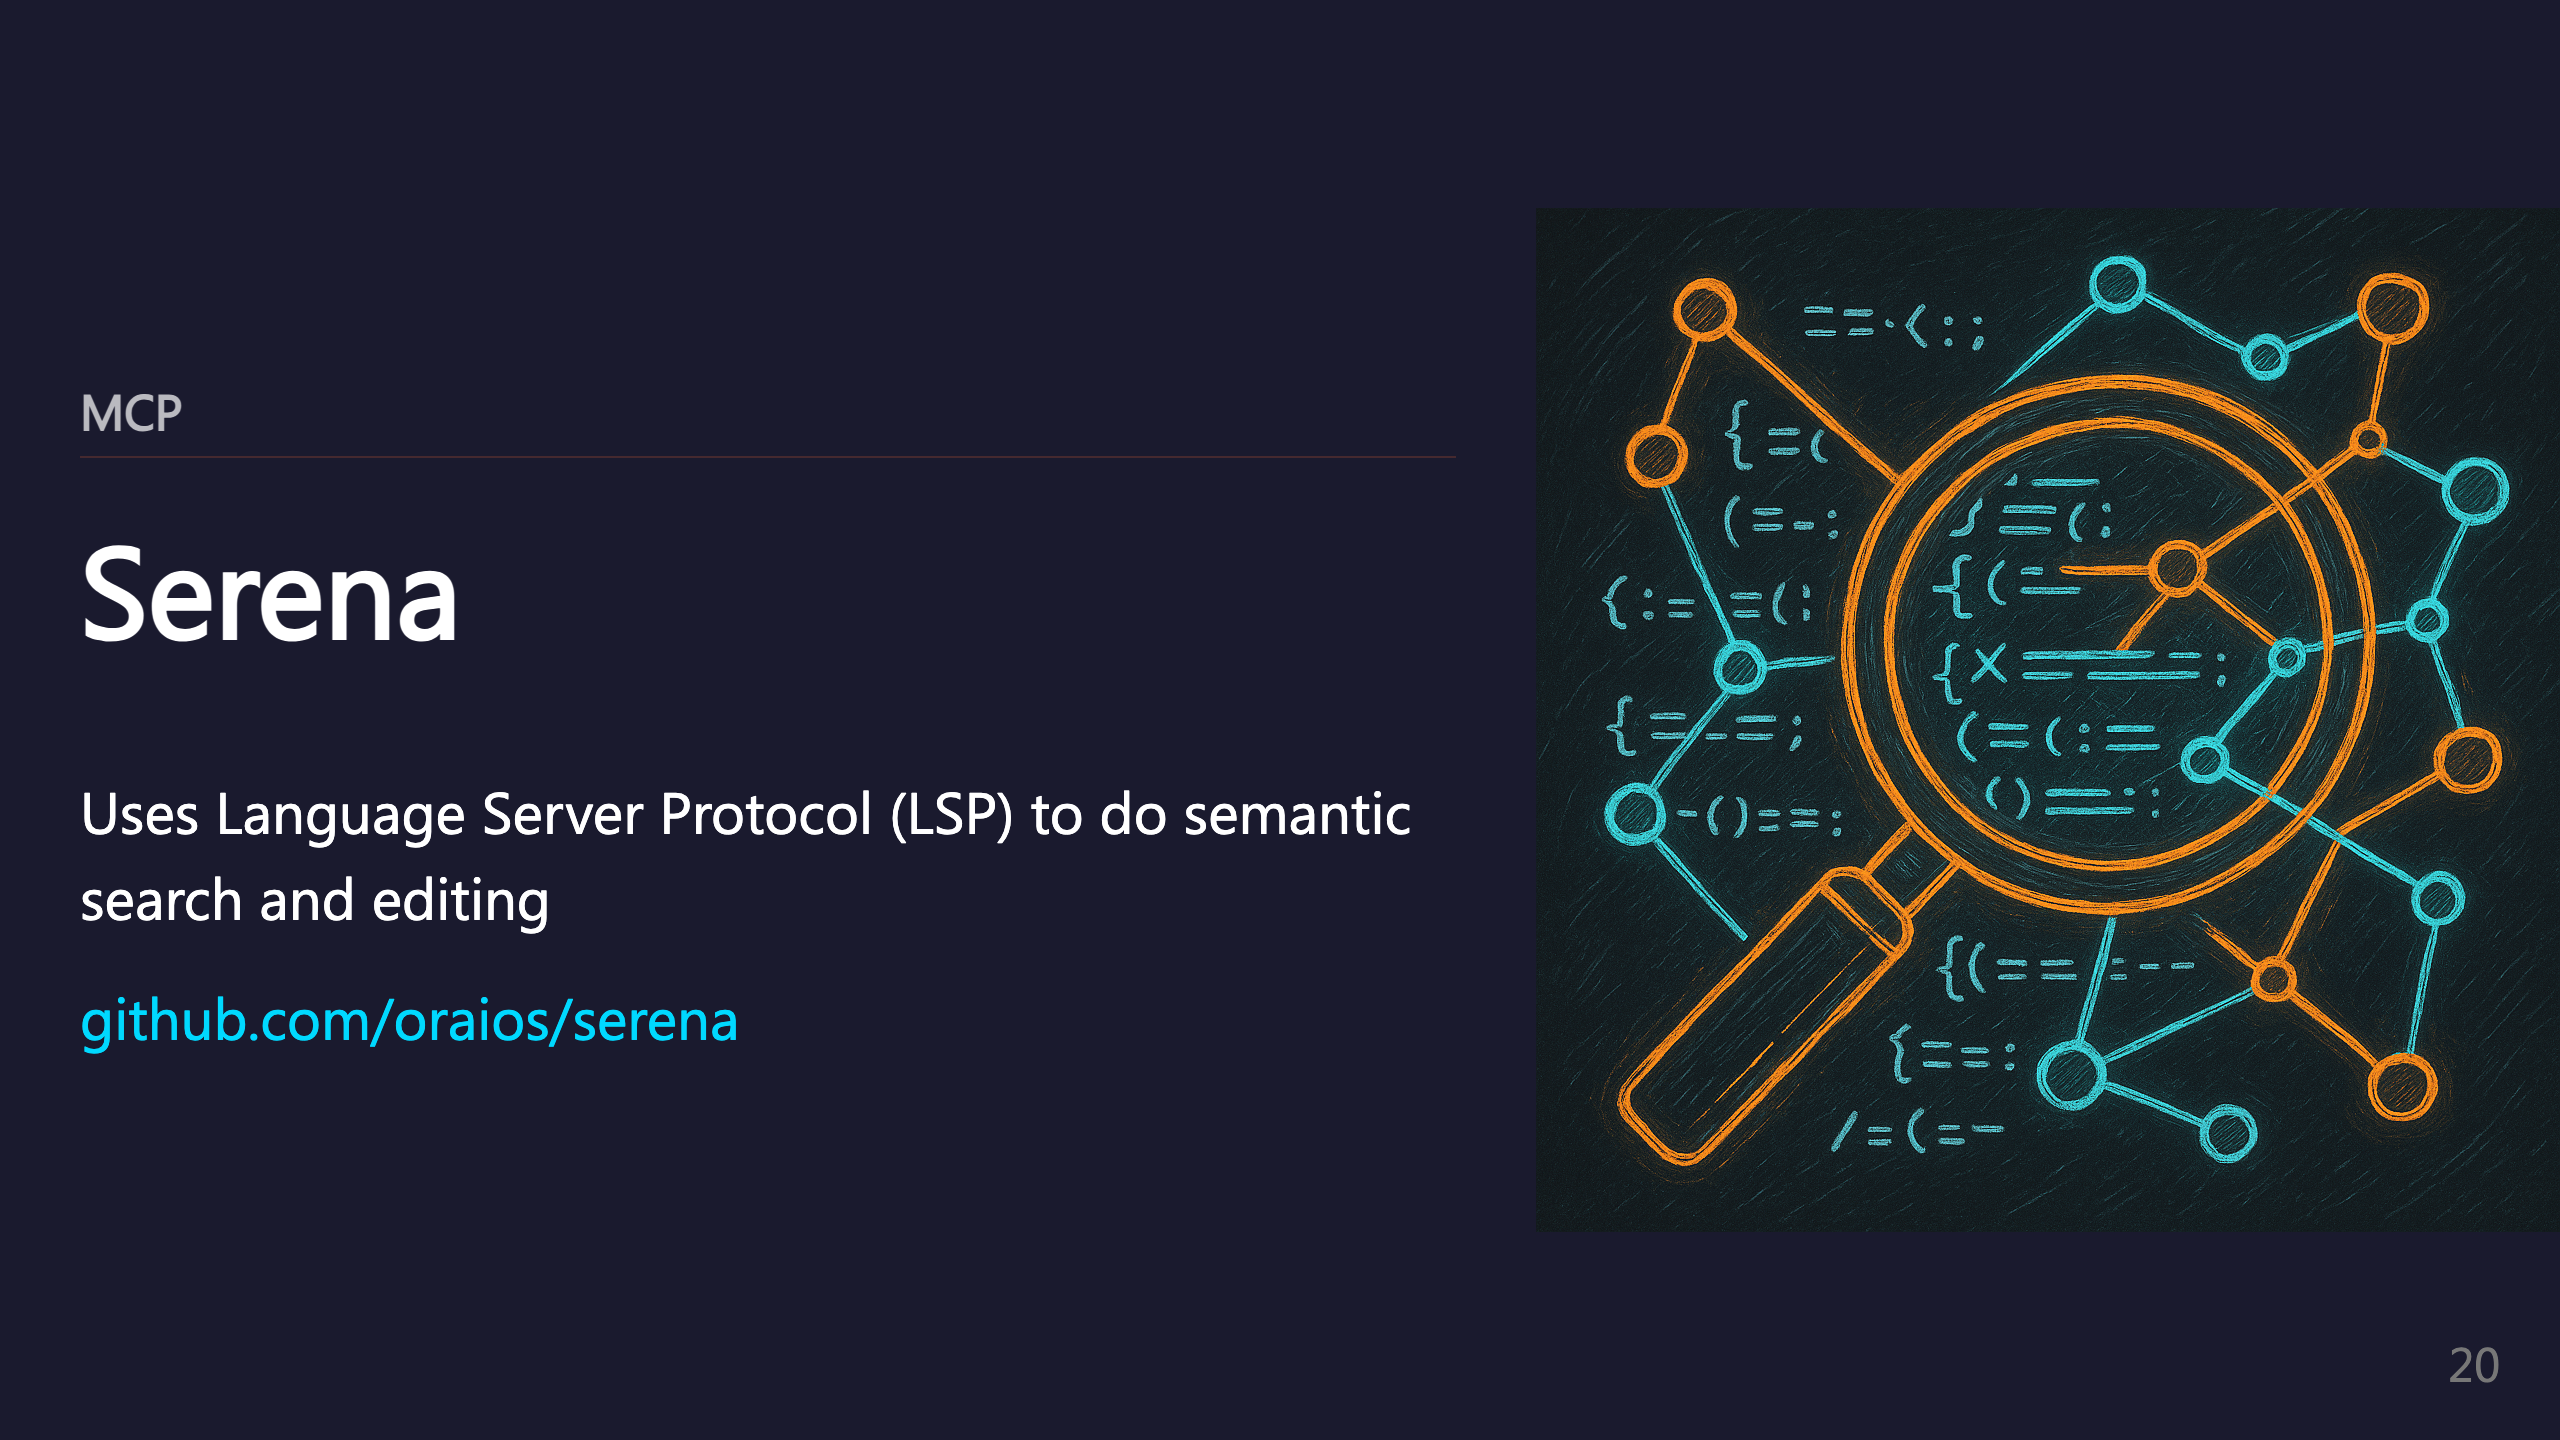 MCP
Serena
Uses Language Server Protocol (LSP) to do semantic
search and editing
github.com/oraios/serena
==·<:;
{=(
(=-:
{:= =(:
{=-=;
-()==:
}=(:
{(=
{X==-:
(=(:=
()==::
{(== =--
{==:
/=(=-
20